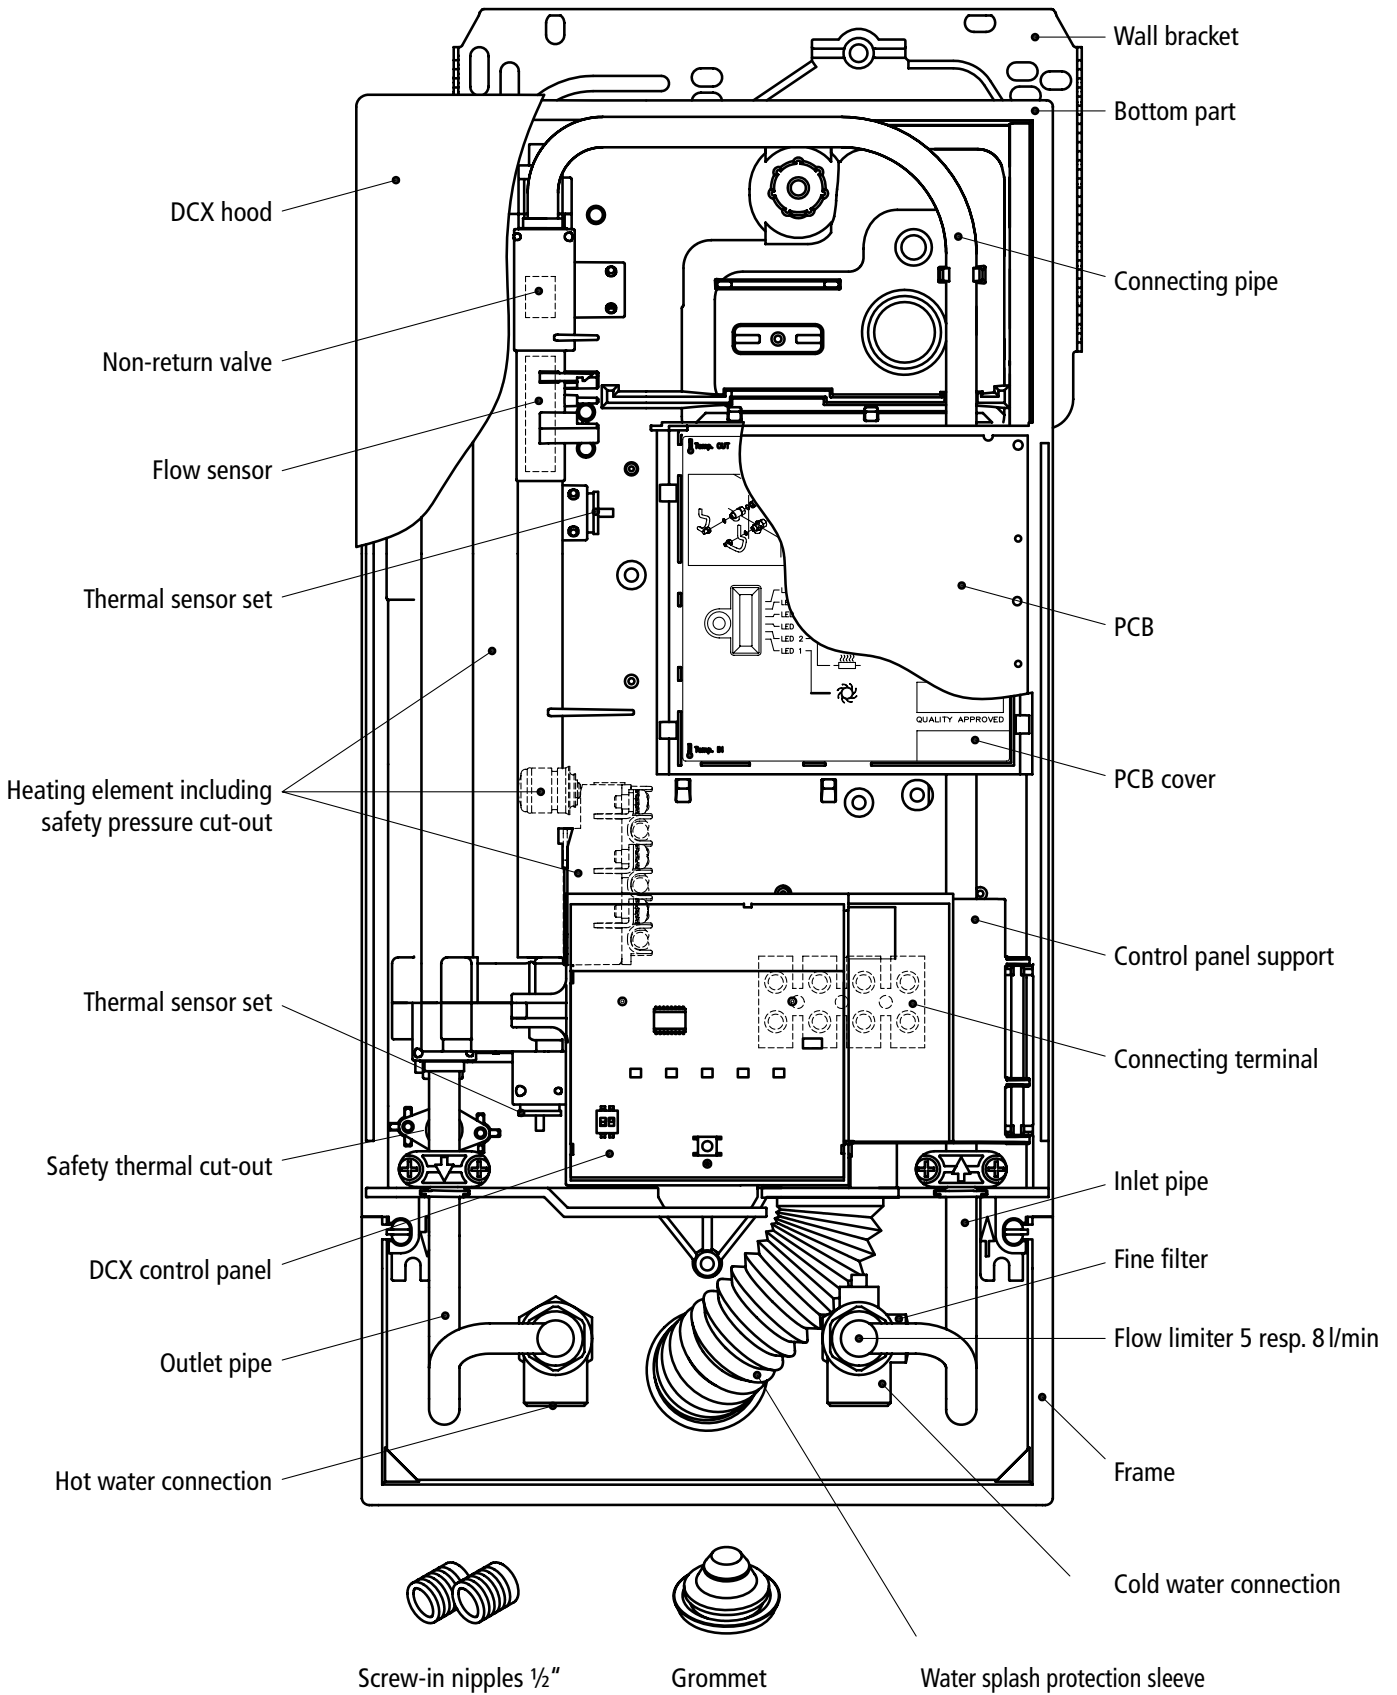 Wall bracket
Bottom part
DCX hood
Connecting pipe
Non-return valve
Flow sensor
Temp. OUT
Thermal sensor set
PCB
LED
LED 2
LED 1
QUALITY APPROVED
Temp. IN
PCB cover
Heating element including
safety pressure cut-out
Control panel support
Thermal sensor set
Connecting terminal
Safety thermal cut-out
Inlet pipe
DCX control panel
Fine filter
Outlet pipe
Flow limiter 5 resp. 8 l/min
Hot water connection
Frame
Cold water connection
Screw-in nipples ½“
Grommet
Water splash protection sleeve